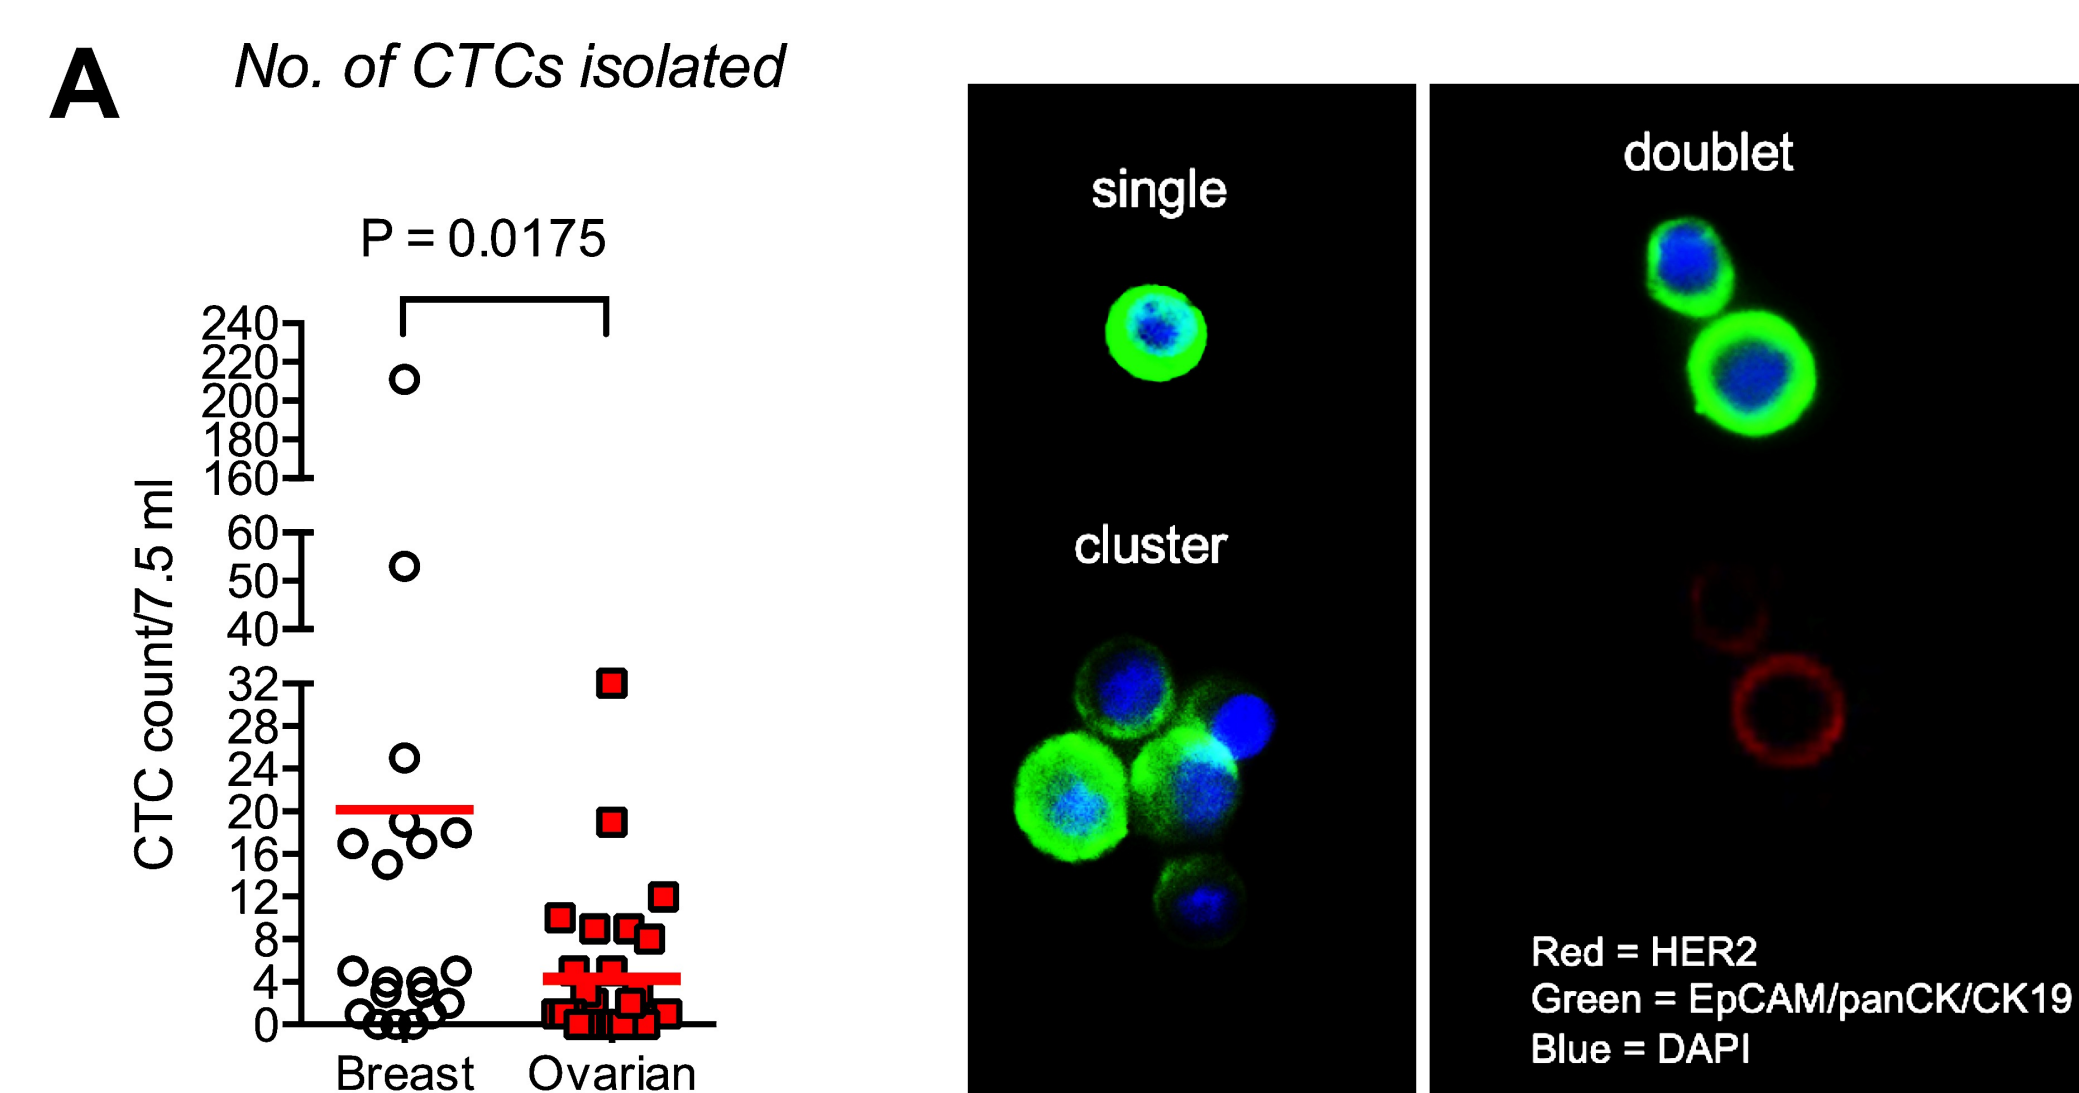 A
No. of CTCs isolated
P = 0.0175
CTC count/7.5 ml
240
220
200
180
160
60
50
40
32
28
24
20
16
12
8
4
0
Breast
Ovarian
single
cluster
doublet
Red = HER2
Green = EpCAM/panCK/CK19
Blue = DAPI